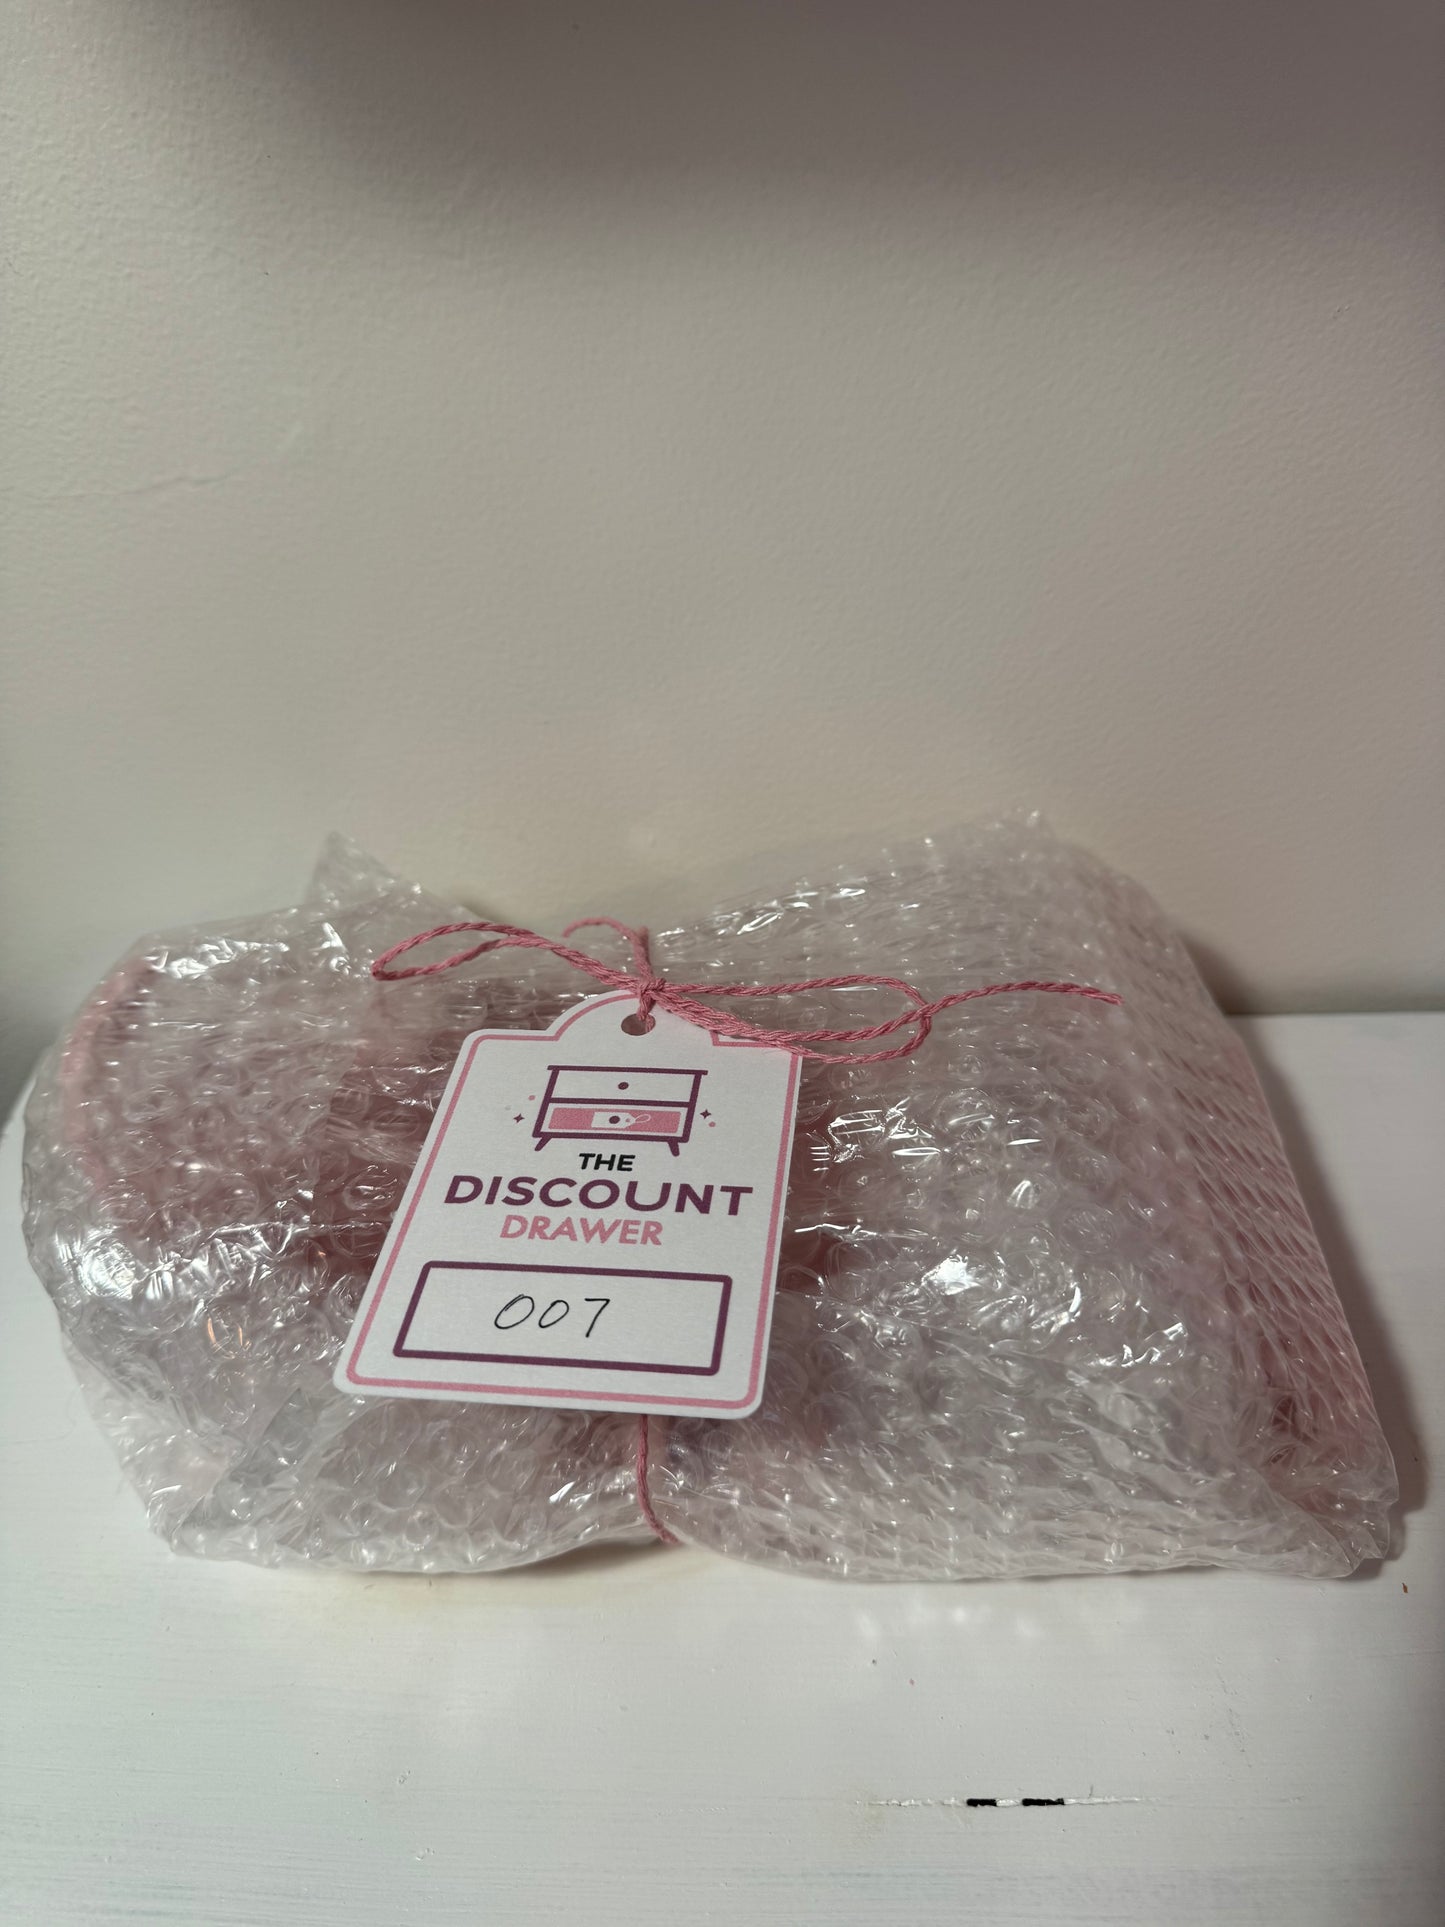 THE
DISCOUNT
DRAWER
007